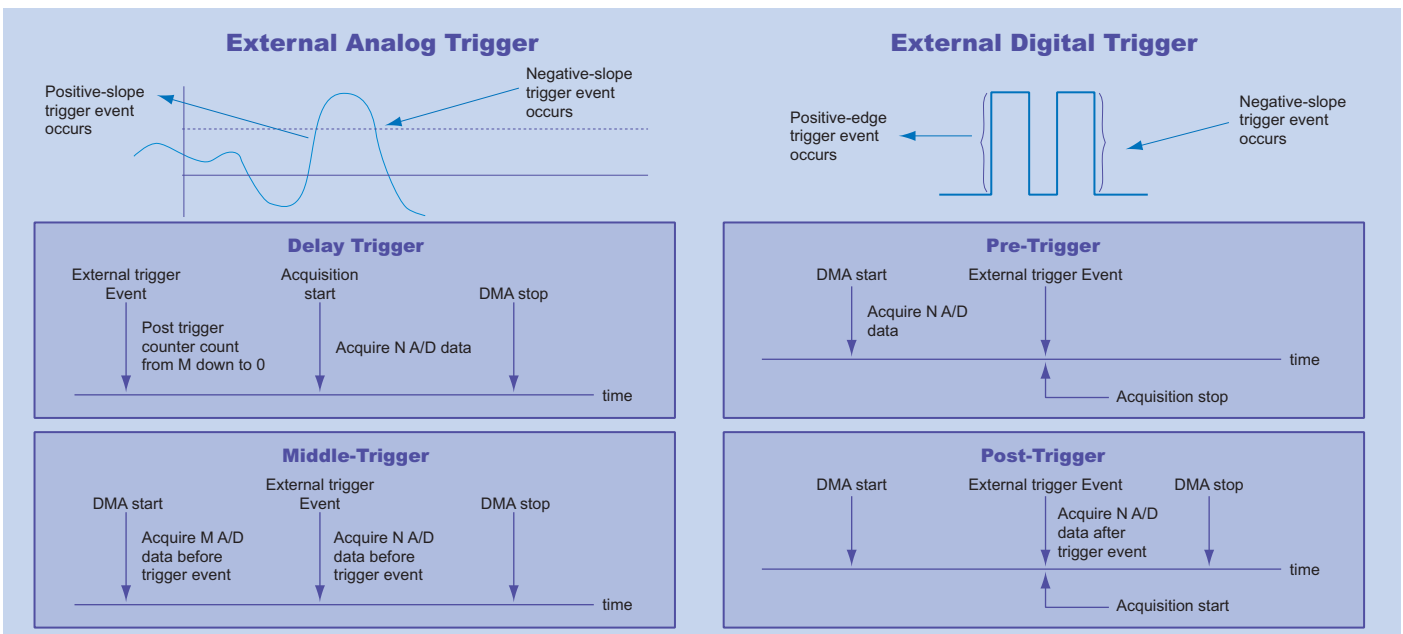 External Analog Trigger
Positive-slope
trigger event
occurs
Negative-slope
trigger event
occurs
External Digital Trigger
Positive-edge
trigger event
occurs
Negative-slope
trigger event
occurs
Delay Trigger
External trigger
Event
Acquisition
start
DMA stop
Post trigger
counter count
from M down to 0
Acquire N A/D data
time
Pre-Trigger
DMA start
External trigger Event
Acquire N A/D
data
time
Acquisition stop
Middle-Trigger
DMA start
External trigger
Event
DMA stop
Acquire M A/D
data before
trigger event
Acquire N A/D
data before
trigger event
time
Post-Trigger
DMA start
External trigger Event
DMA stop
Acquire N A/D
data after
trigger event
time
Acquisition start